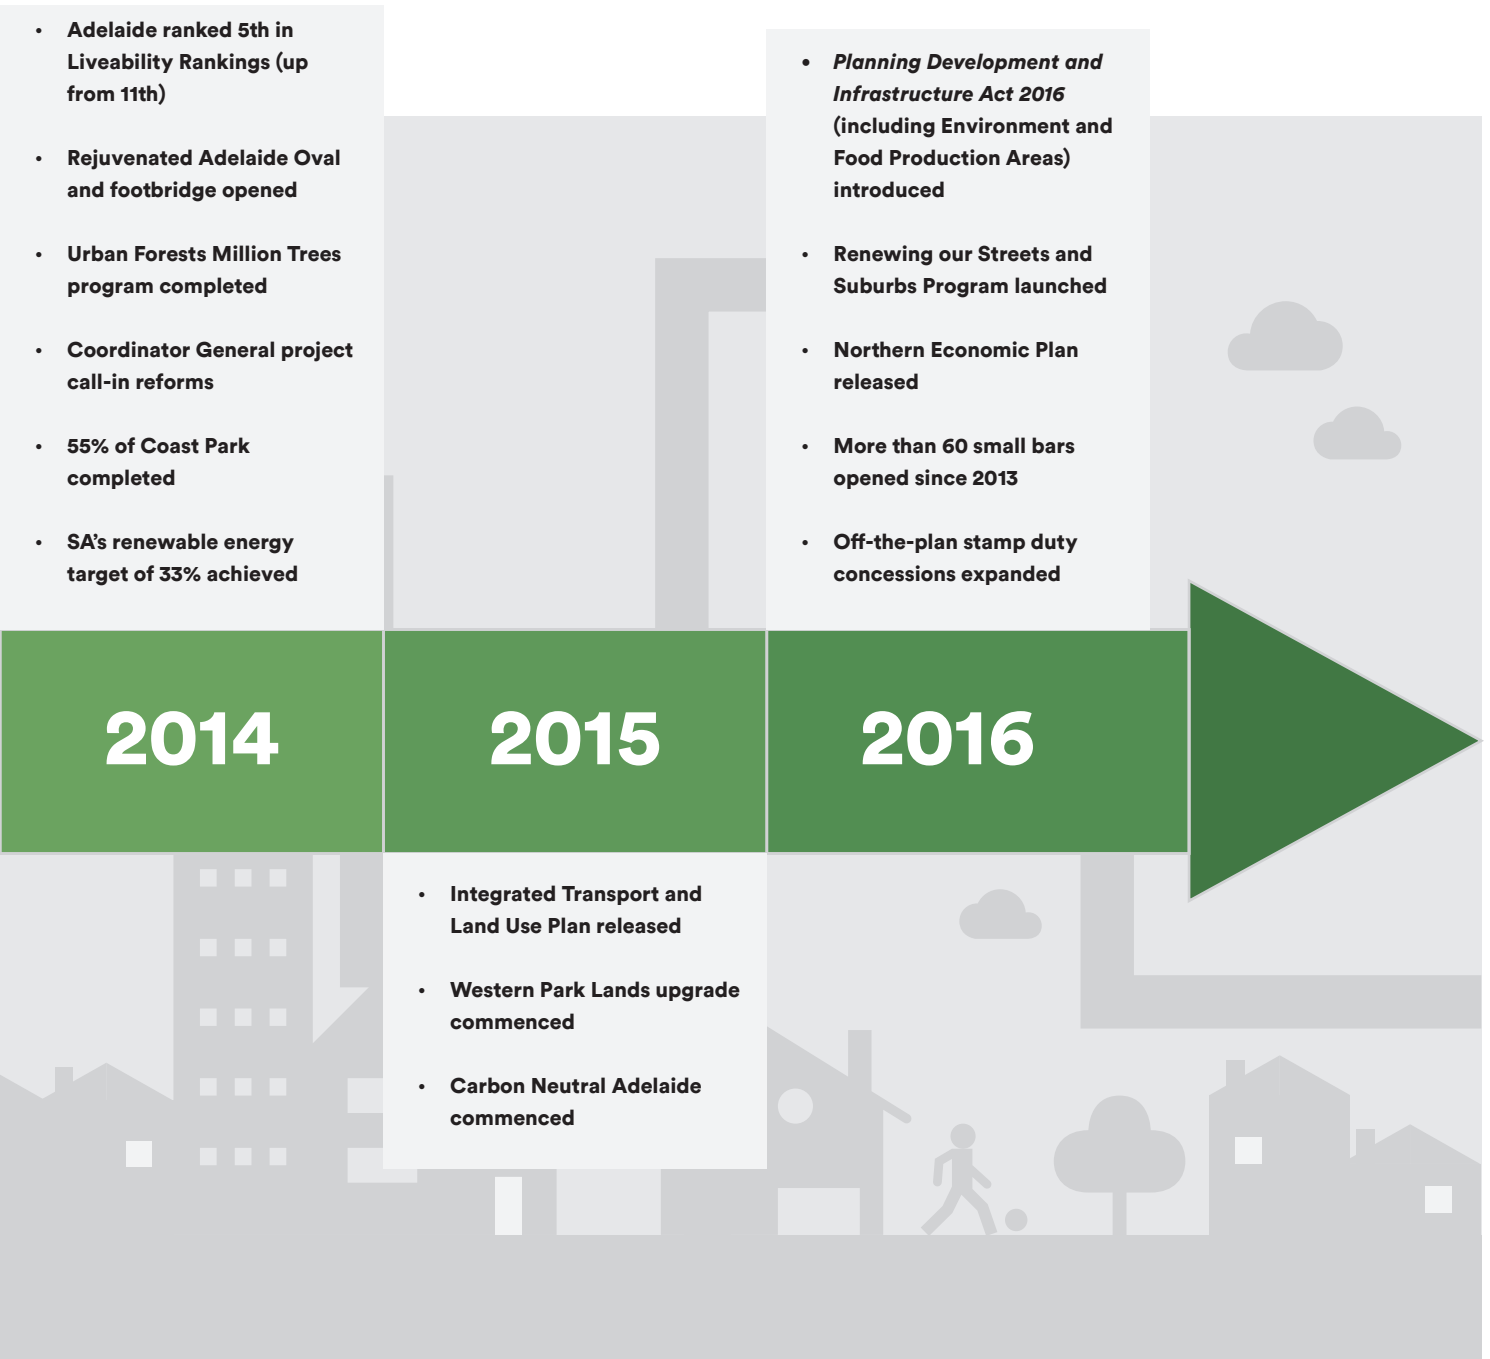 • Adelaide ranked 5th in
Liveability Rankings (up
from 11th)
• Rejuvenated Adelaide Oval
and footbridge opened
• Urban Forests Million Trees
program completed
• Coordinator General project
call-in reforms
• 55% of Coast Park
completed
• SA’s renewable energy
target of 33% achieved
2014
2015
• Integrated Transport and
Land Use Plan released
• Western Park Lands upgrade
commenced
• Carbon Neutral Adelaide
commenced
• Planning Development and
Infrastructure Act 2016
(including Environment and
Food Production Areas)
introduced
• Renewing our Streets and
Suburbs Program launched
• Northern Economic Plan
released
• More than 60 small bars
opened since 2013
• Off-the-plan stamp duty
concessions expanded
2016